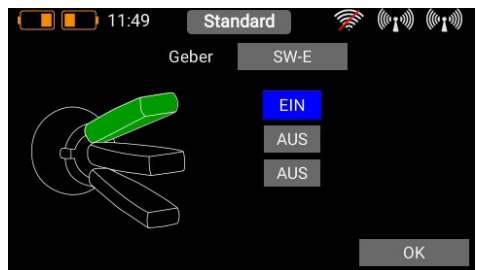 11:49 Standard
Geber SW-E
EIN
AUS
AUS
OK